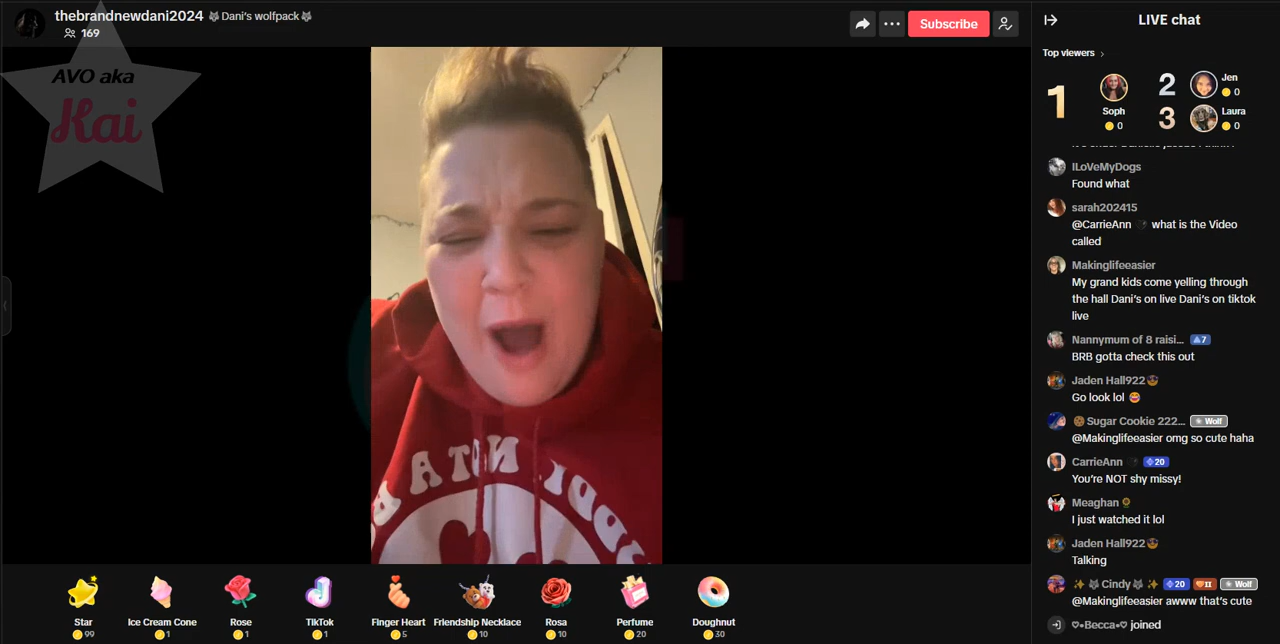 thebrandnewdani2024 🐺Dani's wolfpack🐺
169
Subscribe
AVO aka
Kai
LIVE chat
Top viewers >
1
Soph
0
2
Jen
0
3
Laura
0
ILoVeMyDogs
Found what
sarah202415
@CarrieAnn 🖤 what is the Video
called
Makinglifeeasier
My grand kids come yelling through
the hall Dani's on live Dani's on tiktok
live
Nannymum of 8 raisi... 7
BRB gotta check this out
Jaden Hall922
Go look lol 😂
🍪Sugar Cookie 222... Wolf
@Makinglifeeasier omg so cute haha
CarrieAnn 🖤 20
You're NOT shy missy!
Meaghan🌻
I just watched it lol
Jaden Hall922
Talking
✨🐺Cindy🐺✨ 20 II Wolf
@Makinglifeeasier awww that's cute
♡•Becca•♡ joined
Star
99
Ice Cream Cone
1
Rose
1
TikTok
1
Finger Heart
5
Friendship Necklace
10
Rosa
10
Perfume
20
Doughnut
30